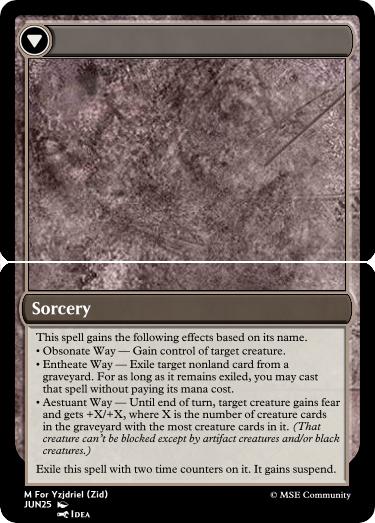 Sorcery
This spell gains the following effects based on its name.
• Obsonate Way — Gain control of target creature.
• Entheate Way — Exile target nonland card from a
graveyard. For as long as it remains exiled, you may cast
that spell without paying its mana cost.
• Aestuant Way — Until end of turn, target creature gains fear
and gets +X/+X, where X is the number of creature cards
in the graveyard with the most creature cards in it. (That
creature can't be blocked except by artifact creatures and/or black
creatures.)
Exile this spell with two time counters on it. It gains suspend.
M For Yzjdriel (Zid)
© MSE Community
JUN25
IDEA